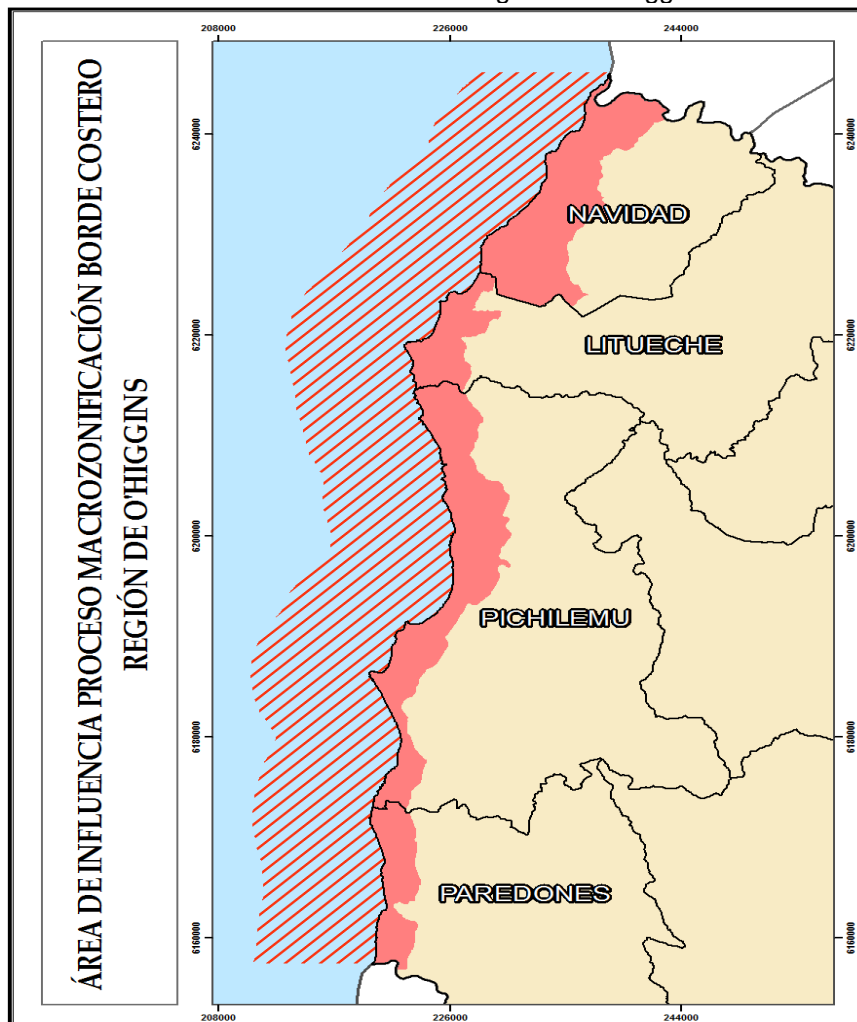 ÁREA DE INFLUENCIA PROCESO MACROZONIFICACIÓN BORDE COSTERO
REGIÓN DE O'HIGGINS
208000
226000
244000
6240000
6240000
NAVIDAD
6220000
6220000
LITUECHE
6200000
6200000
PICHILEMU
6180000
6180000
PAREDONES
6160000
6160000
208000
226000
244000